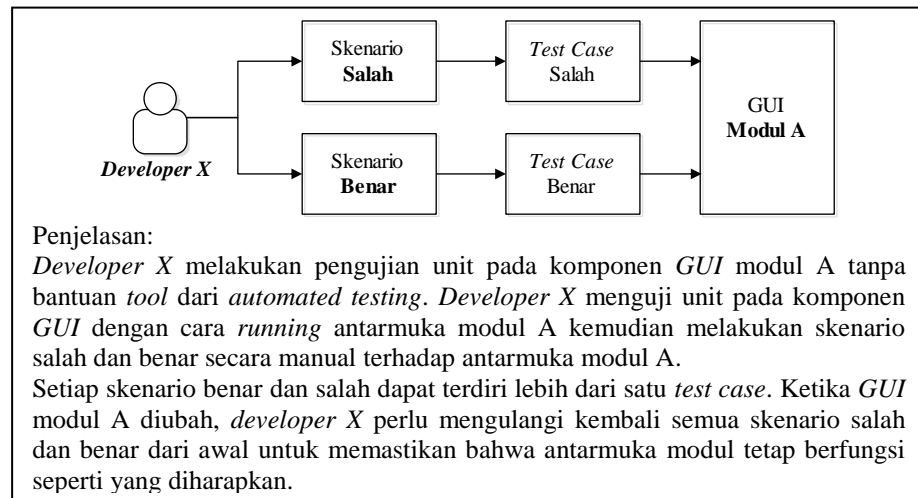 Skenario
Salah
Test Case
Salah
GUI
Modul A
Developer X
Skenario
Benar
Test Case
Benar
Penjelasan:
Developer X melakukan pengujian unit pada komponen GUI modul A tanpa
bantuan tool dari automated testing. Developer X menguji unit pada komponen
GUI dengan cara running antarmuka modul A kemudian melakukan skenario
salah dan benar secara manual terhadap antarmuka modul A.
Setiap skenario benar dan salah dapat terdiri lebih dari satu test case. Ketika GUI
modul A diubah, developer X perlu mengulangi kembali semua skenario salah
dan benar dari awal untuk memastikan bahwa antarmuka modul tetap berfungsi
seperti yang diharapkan.